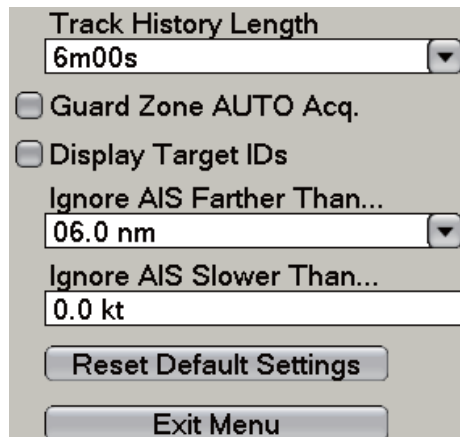 Track History Length
6m00s
Guard Zone AUTO Acq.
Display Target IDs
Ignore AIS Farther Than...
06.0 nm
Ignore AIS Slower Than...
0.0 kt
Reset Default Settings
Exit Menu